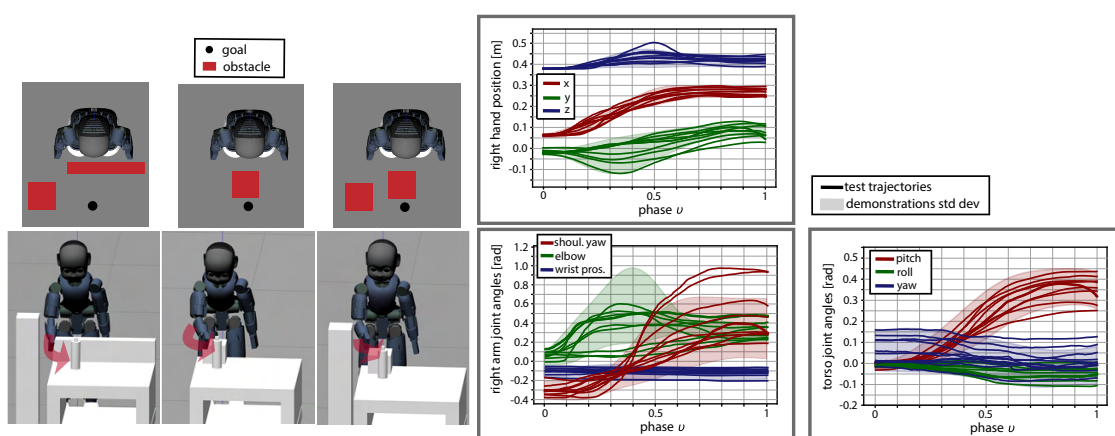 goal
obstacle
right hand position [m]
0.5
0.4
0.3
0.2
0.1
0.0
-0.1
x
y
z
0
0.5
1
phase υ
test trajectories
demonstrations std dev
right arm joint angles [rad]
1.2
1.0
0.8
0.6
0.4
0.2
0.0
-0.2
-0.4
shoul. yaw
elbow
wrist pros.
0
0.5
1
phase υ
torso joint angles [rad]
0.5
0.4
0.3
0.2
0.1
0.0
-0.1
-0.2
pitch
roll
yaw
0
0.5
1
phase υ